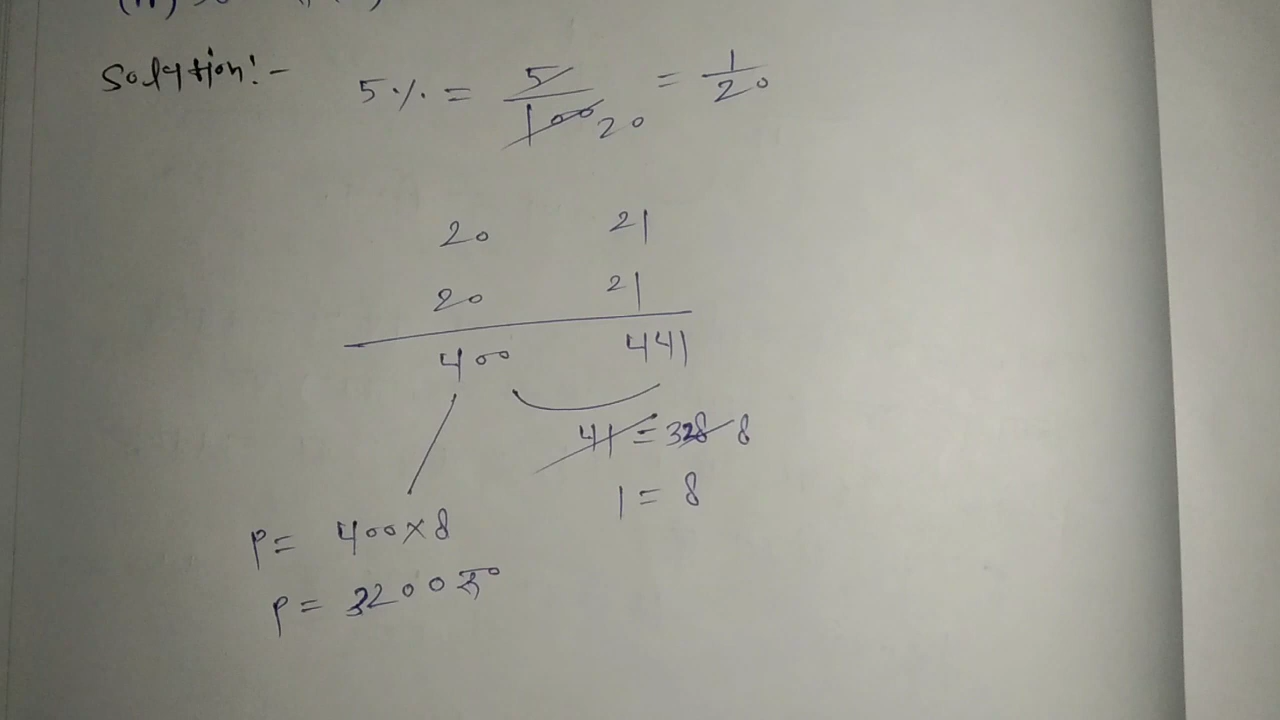 Solution:-
5% = 5/100 20 = 1/20
20 21
20 21
400 441
41 = 328 8
1 = 8
P = 400×8
P = 3200 रु०